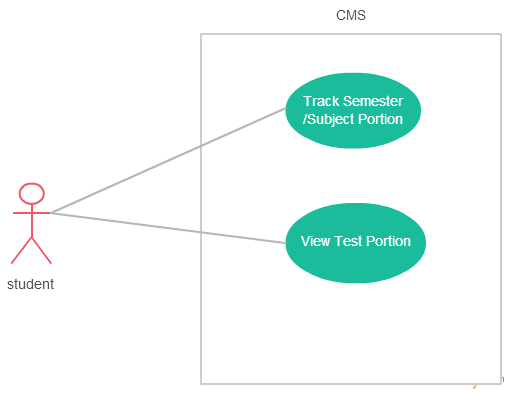 CMS
Track Semester
/Subject Portion
View Test Portion
student